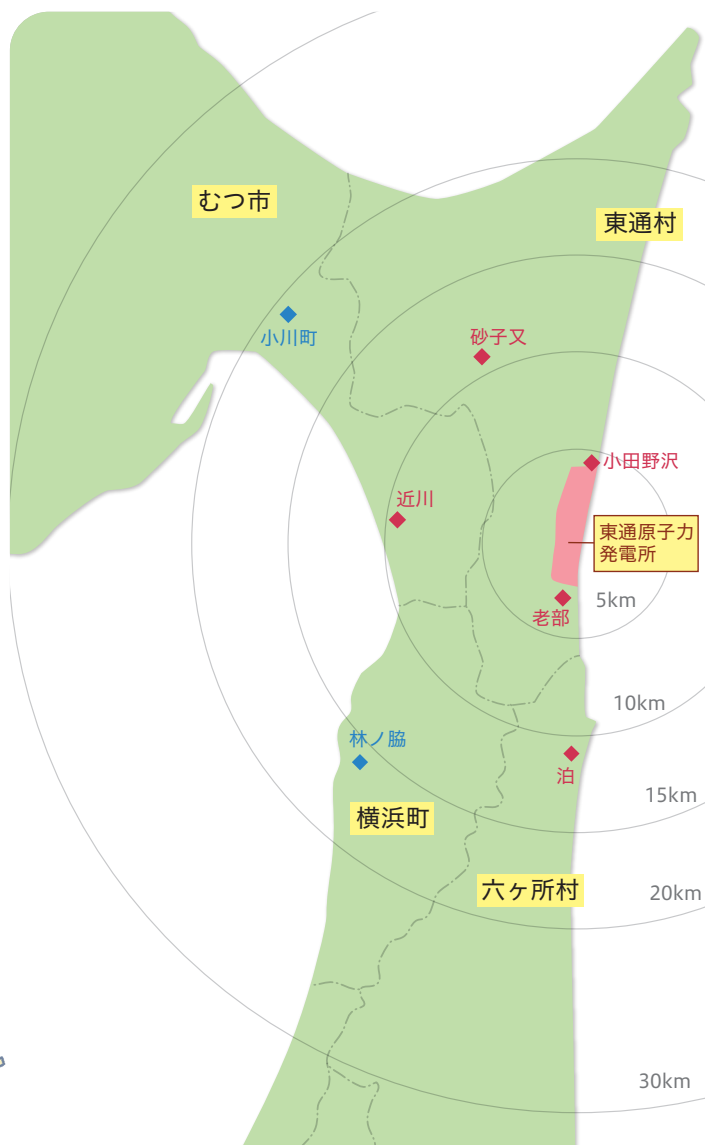 むつ市
東通村
小川町
砂子又
小田野沢
近川
東通原子力
発電所
5km
老部
10km
林ノ脇
泊
15km
横浜町
六ヶ所村
20km
30km